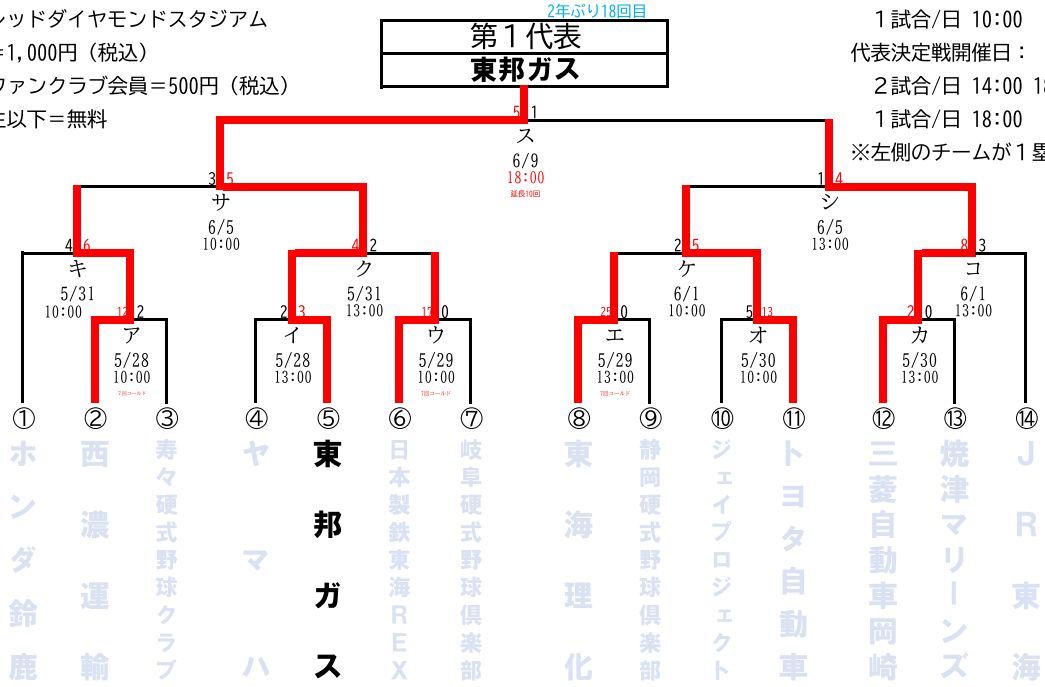 2年ぶり18回目
ッドダイヤモンドスタジアム
=1,000円（税込）
ファンクラブ会員＝500円（税込）
生以下＝無料
第１代表
東邦ガス
１試合/日 10:00
代表決定戦開催日：
２試合/日 14:00 18
１試合/日 18:00
※左側のチームが１塁
5 1
ス
6/9
18:00
延長10回
3 5
サ
6/5
10:00
1 4
シ
6/5
13:00
4 6
キ
5/31
10:00
4 2
ク
5/31
13:00
2 5
ケ
6/1
10:00
8 3
コ
6/1
13:00
12 2
ア
5/28
10:00
7回コールド
2 3
イ
5/28
13:00
17 0
ウ
5/29
10:00
7回コールド
25 0
エ
5/29
13:00
7回コールド
5 13
オ
5/30
10:00
2 0
カ
5/30
13:00
① ② ③ ④ ⑤ ⑥ ⑦ ⑧ ⑨ ⑩ ⑪ ⑫ ⑬ ⑭
ホンダ鈴鹿
西濃運輸
寿々硬式野球クラブ
ヤマハ
東邦ガス
日本製鉄東海REX
岐阜硬式野球倶楽部
東海理化
静岡硬式野球倶楽部
ジェイプロジェクト
トヨタ自動車
三菱自動車岡崎
焼津マリーンズ
JR東海